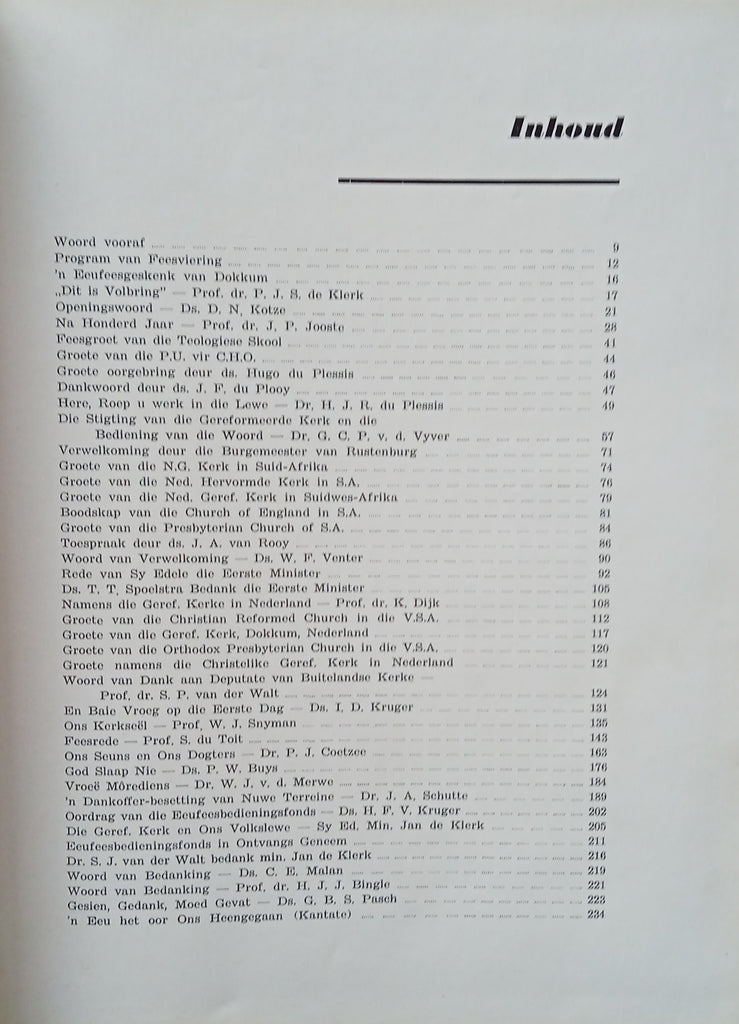 Inhoud
Woord vooraf 9
Program van Feesviering 12
'n Eeufeesgeskenk van Dokkum 16
„Dit is Volbring" — Prof. dr. P. J. S. de Klerk 17
Openingswoord — Ds. D. N. Kotze 21
Na Honderd Jaar — Prof. dr. J. P. Jooste 28
Feesgroet van die Teologiese Skool 41
Groete van die P.U. vir C.H.O. 44
Groete oorgebring deur ds. Hugo du Plessis 46
Dankwoord deur ds. J. F. du Plooy 47
Here, Roep u werk in die Lewe — Dr. H. J. R. du Plessis 49
Die Stigting van die Gereformeerde Kerk en die
Bediening van die Woord — Dr. G. C. P. v. d. Vyver 57
Verwelkoming deur die Burgemeester van Rustenburg 71
Groete van die N.G. Kerk in Suid-Afrika 74
Groete van die Ned. Hervormde Kerk in S.A. 76
Groete van die Ned. Geref. Kerk in Suidwes-Afrika 79
Boodskap van die Church of England in S.A. 81
Groete van die Presbyterian Church of S.A. 84
Toespraak deur ds. J. A. van Rooy 86
Woord van Verwelkoming — Ds. W. F. Venter 90
Rede van Sy Edele die Eerste Minister 92
Ds. T. T. Spoelstra Bedank die Eerste Minister 105
Namens die Geref. Kerke in Nederland — Prof. dr. K. Dijk 108
Groete van die Christian Reformed Church in die V.S.A. 112
Groete van die Geref. Kerk, Dokkum, Nederland 117
Groete van die Orthodox Presbyterian Church in die V.S.A. 120
Groete namens die Christelike Geref. Kerk in Nederland 121
Woord van Dank aan Deputate van Buitelandse Kerke —
Prof. dr. S. P. van der Walt 124
En Baie Vroeg op die Eerste Dag — Ds. I. D. Kruger 131
Ons Kerkseël — Prof. W. J. Snyman 135
Feesrede — Prof. S. du Toit 143
Ons Seuns en Ons Dogters — Dr. P. J. Coetzee 163
God Slaap Nie — Ds. P. W. Buys 176
Vroeë Môrediens — Dr. W. J. v. d. Merwe 184
'n Dankoffer-besetting van Nuwe Terreine — Dr. J. A. Schutte 189
Oordrag van die Eeufeesbedieningsfonds — Ds. H. F. V. Kruger 202
Die Geref. Kerk en Ons Volkslewe — Sy Ed. Min. Jan de Klerk 205
Eeufeesbedieningsfonds in Ontvangs Geneem 211
Dr. S. J. van der Walt bedank min. Jan de Klerk 216
Woord van Bedanking — Ds. C. E. Malan 219
Woord van Bedanking — Prof. dr. H. J. J. Bingle 221
Gesien, Gedank, Moed Gevat — Ds. G. B. S. Pasch 223
'n Eeu het oor Ons Heengegaan (Kantate) 234